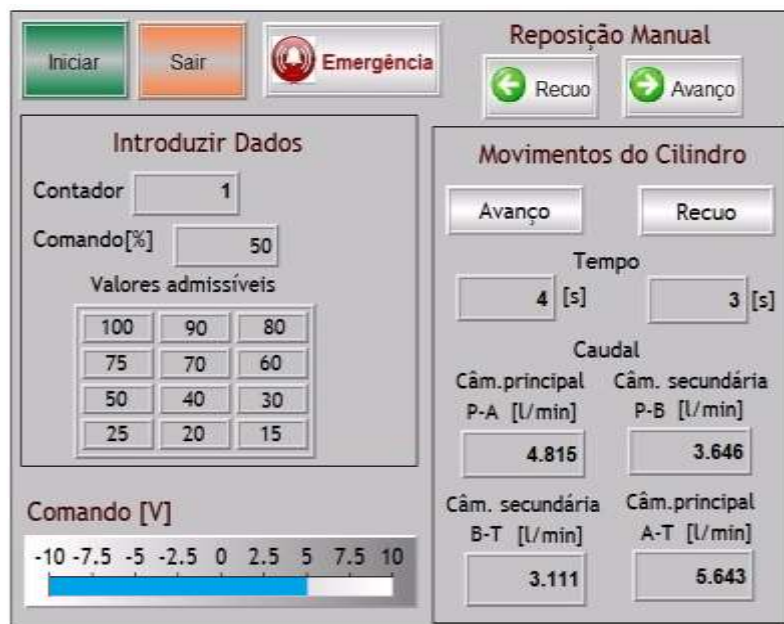 Iniciar
Sair
Emergência
Reposição Manual
Recuo
Avanço
Introduzir Dados
Contador 1
Comando[%] 50
Valores admissíveis
100 90 80
75 70 60
50 40 30
25 20 15
Comando [V]
-10 -7.5 -5 -2.5 0 2.5 5 7.5 10
Movimentos do Cilindro
Avanço Recuo
Tempo
4 [s] 3 [s]
Caudal
Câm.principal Câm. secundária
P-A [l/min] P-B [l/min]
4.815 3.646
Câm. secundária Câm.principal
B-T [l/min] A-T [l/min]
3.111 5.643